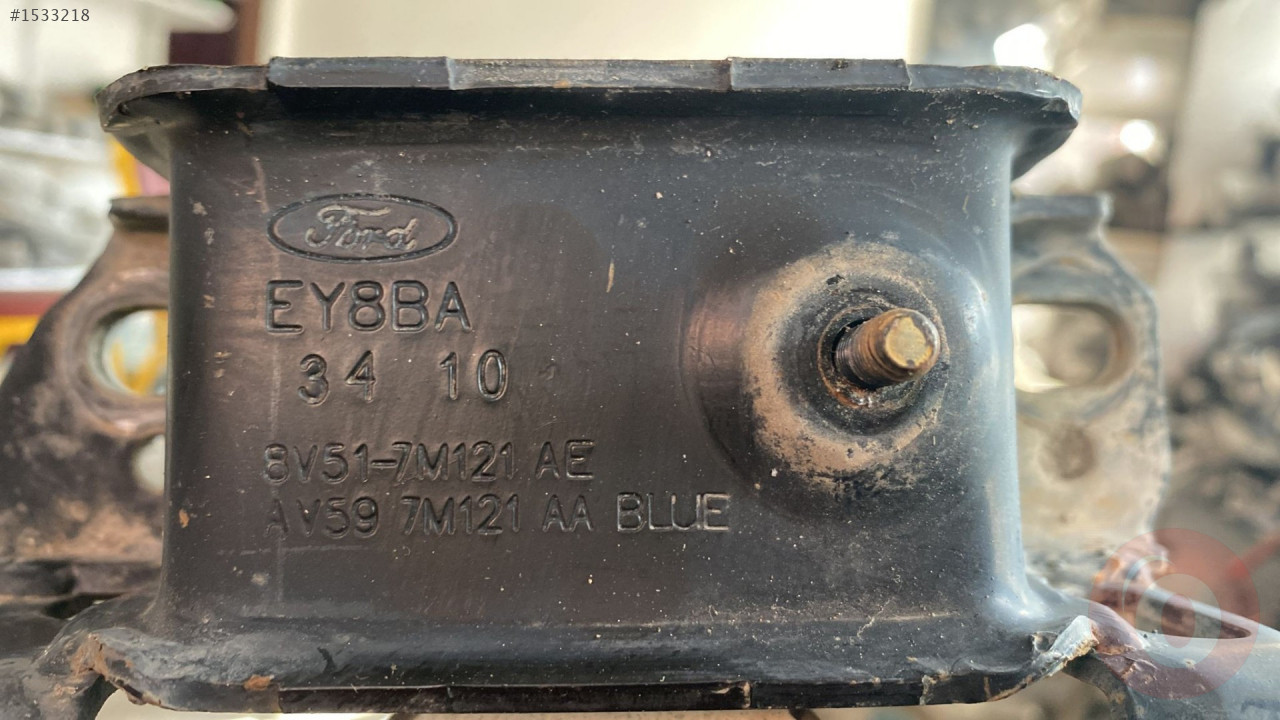 #1533218
Ford
EY8BA
34 10
8V51-7M121 AE
AV59 7M121 AA BLUE